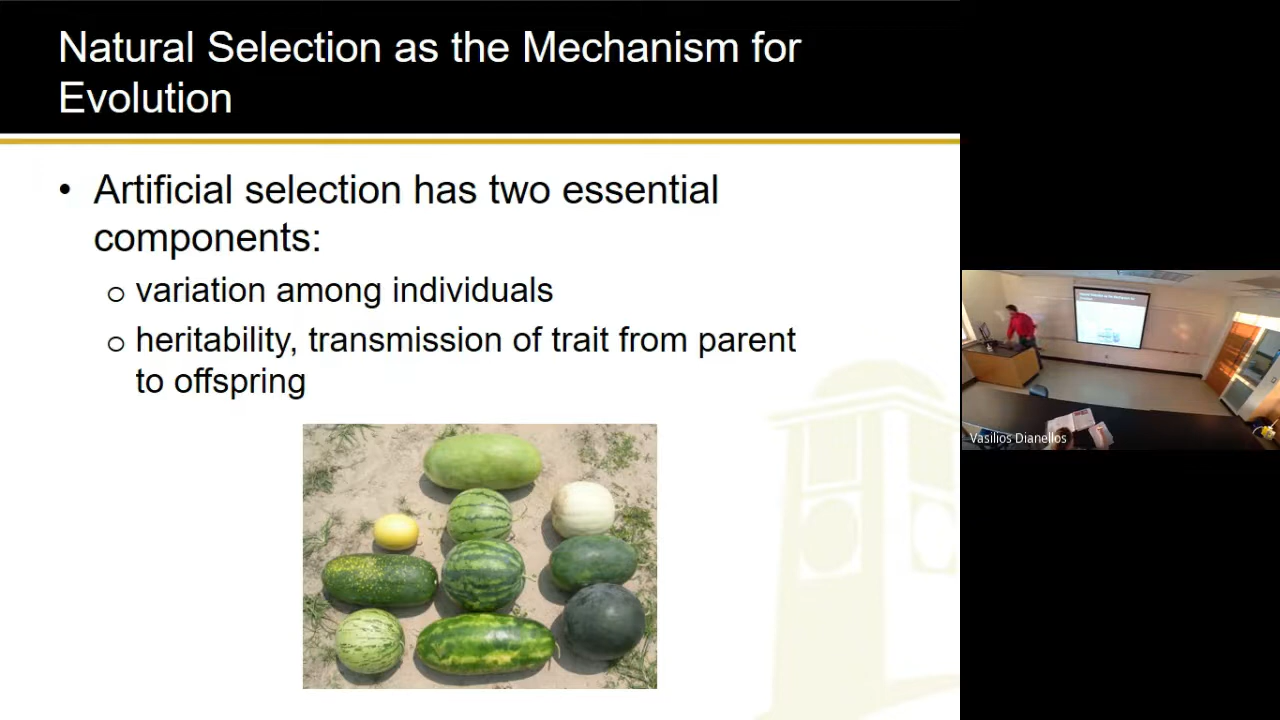 Natural Selection as the Mechanism for
Evolution
• Artificial selection has two essential
components:
o variation among individuals
o heritability, transmission of trait from parent
to offspring
Vasilios Dianellos